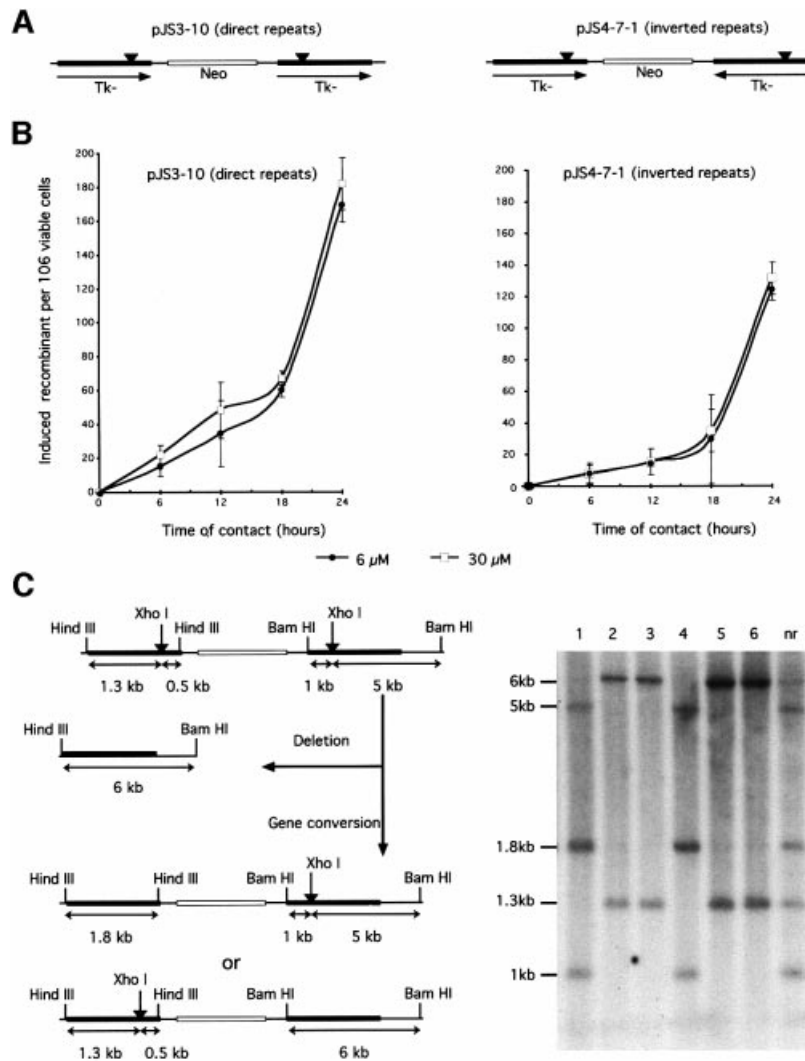 A
pJS3-10 (direct repeats)
pJS4-7-1 (inverted repeats)
Tk-
Neo
Tk-
Tk-
Neo
Tk-
B
Induced recombinant per 106 viable cells
pJS3-10 (direct repeats)
200
180
160
140
120
100
80
60
40
20
0
0
6
12
18
24
Time of contact (hours)
pJS4-7-1 (inverted repeats)
200
180
160
140
120
100
80
60
40
20
0
0
6
12
18
24
Time of contact (hours)
6 µM
30 µM
C
Xho I
Xho I
Hind III
Hind III
Bam HI
Bam HI
1.3 kb
0.5 kb
1 kb
5 kb
Hind III
Bam HI
6 kb
Deletion
Gene conversion
Xho I
Hind III
Hind III
Bam HI
Bam HI
1.8 kb
1 kb
5 kb
or
Xho I
Hind III
Hind III
Bam HI
Bam HI
1.3 kb
0.5 kb
6 kb
1 2 3 4 5 6 nr
6kb
5kb
1.8kb
1.3kb
1kb